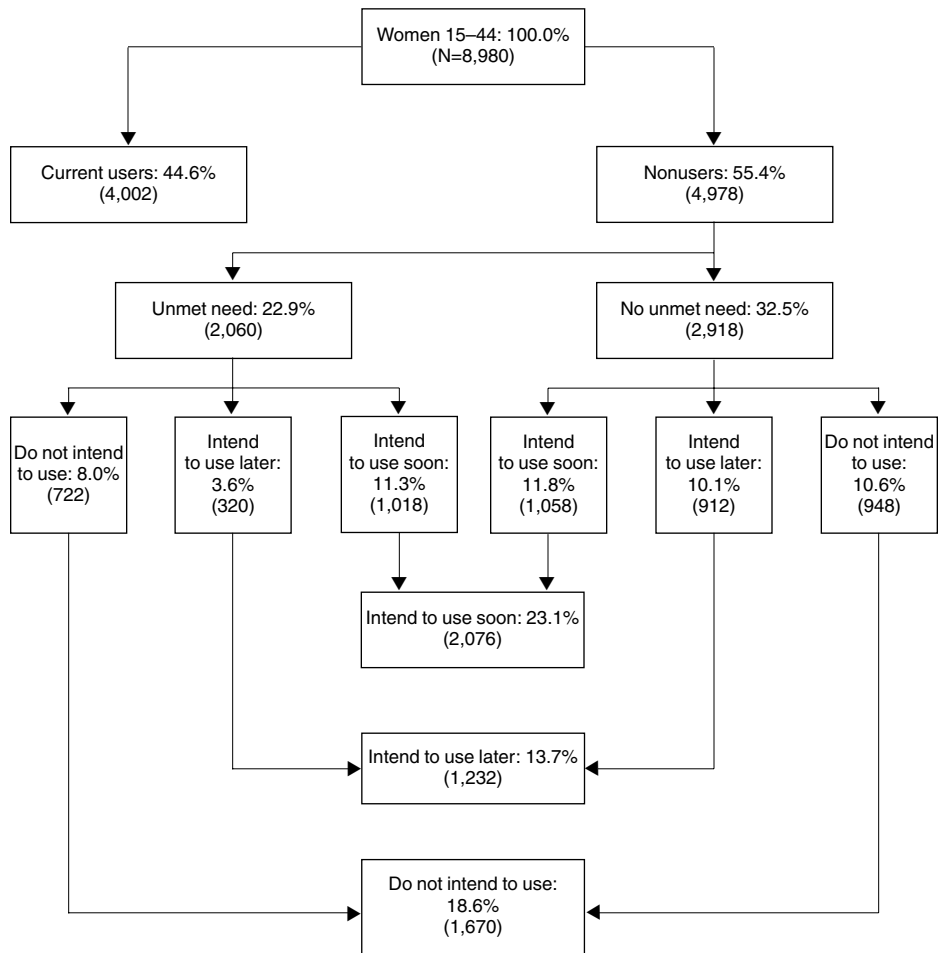 Women 15–44: 100.0%
(N=8,980)
Current users: 44.6%
(4,002)
Nonusers: 55.4%
(4,978)
Unmet need: 22.9%
(2,060)
No unmet need: 32.5%
(2,918)
Do not intend
to use: 8.0%
(722)
Intend
to use later:
3.6%
(320)
Intend
to use soon:
11.3%
(1,018)
Intend
to use soon:
11.8%
(1,058)
Intend
to use later:
10.1%
(912)
Do not intend
to use:
10.6%
(948)
Intend to use soon: 23.1%
(2,076)
Intend to use later: 13.7%
(1,232)
Do not intend to use:
18.6%
(1,670)